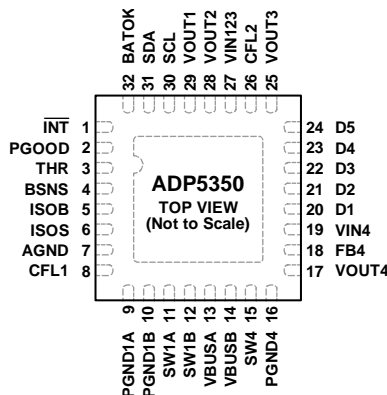 BATOK
SDA
SCL
VOUT1
VOUT2
VIN123
CFL2
VOUT3
32 31 30 29 28 27 26 25
INT 1
PGOOD 2
THR 3
BSNS 4
ISOB 5
ISOS 6
AGND 7
CFL1 8
ADP5350
TOP VIEW
(Not to Scale)
24 D5
23 D4
22 D3
21 D2
20 D1
19 VIN4
18 FB4
17 VOUT4
9 10 11 12 13 14 15 16
PGND1A
PGND1B
SW1A
SW1B
VBUSA
VBUSB
SW4
PGND4